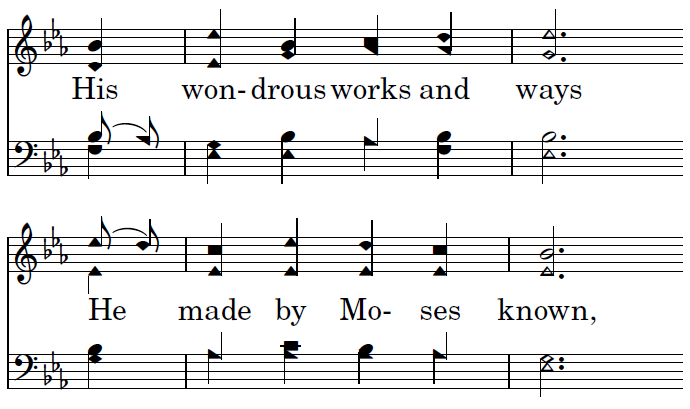 His won- drous works and ways
He made by Mo- ses known,